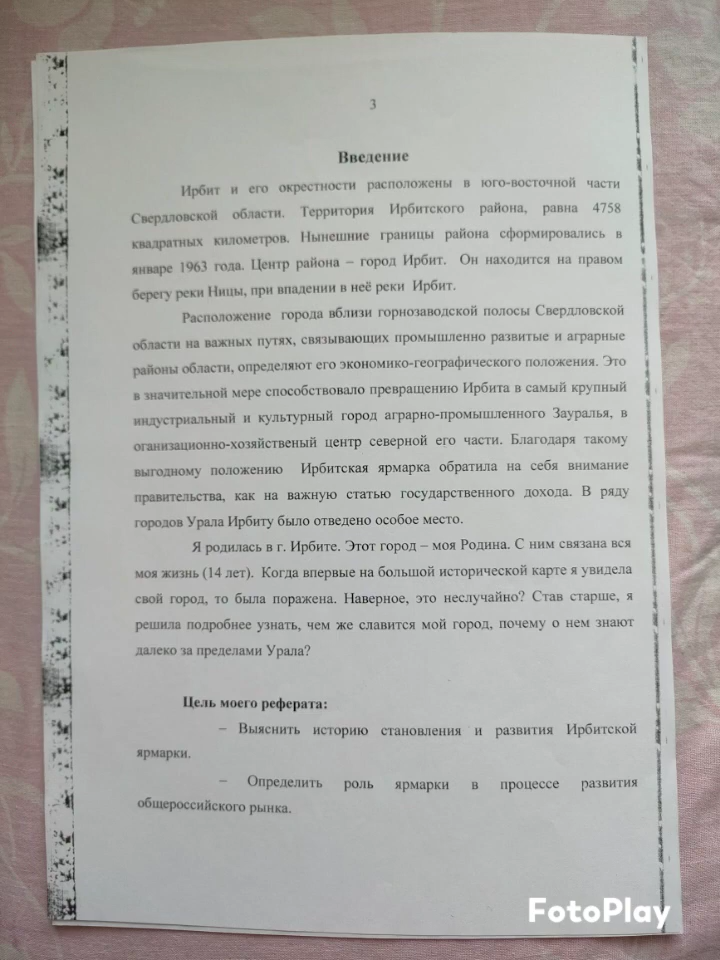 3
Введение
Ирбит и его окрестности расположены в юго-восточной части
Свердловской области. Территория Ирбитского района, равна 4758
квадратных километров. Нынешние границы района сформировались в
январе 1963 года. Центр района – город Ирбит. Он находится на правом
берегу реки Ницы, при впадении в неё реки Ирбит.
Расположение города вблизи горнозаводской полосы Свердловской
области на важных путях, связывающих промышленно развитые и аграрные
районы области, определяют его экономико-географического положения. Это
в значительной мере способствовало превращению Ирбита в самый крупный
индустриальный и культурный город аграрно-промышленного Зауралья, в
оганизационно-хозяйственый центр северной его части. Благодаря такому
выгодному положению Ирбитская ярмарка обратила на себя внимание
правительства, как на важную статью государственного дохода. В ряду
городов Урала Ирбиту было отведено особое место.
Я родилась в г. Ирбите. Этот город – моя Родина. С ним связана вся
моя жизнь (14 лет). Когда впервые на большой исторической карте я увидела
свой город, то была поражена. Наверное, это неслучайно? Став старше, я
решила подробнее узнать, чем же славится мой город, почему о нем знают
далеко за пределами Урала?
Цель моего реферата:
– Выяснить историю становления и развития Ирбитской
ярмарки.
– Определить роль ярмарки в процессе развития
общероссийского рынка.
FotoPlay